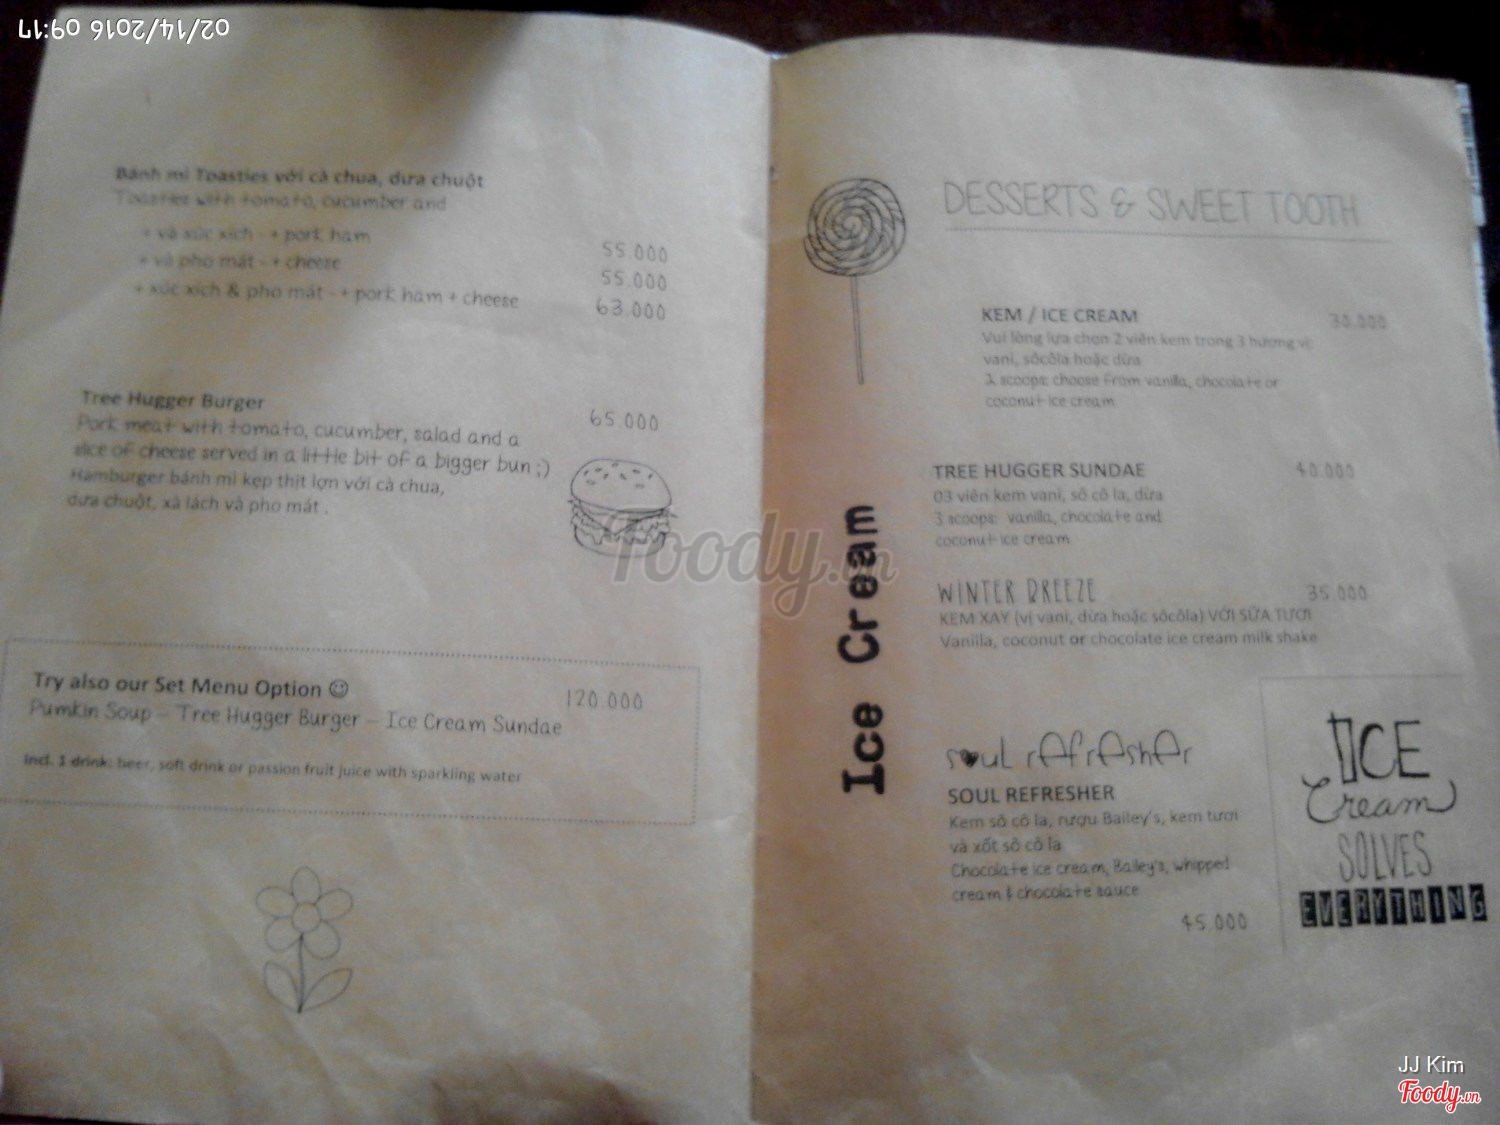 02/14/2016 09:17
Bánh mì Toasties với cà chua, dưa chuột
Toasties with tomato, cucumber and
+ và xúc xích - + pork ham
55.000
+ và pho mát - + cheese
55.000
+ xúc xích & pho mát - + pork ham + cheese
63.000
Tree Hugger Burger
65.000
Pork meat with tomato, cucumber, salad and a
slice of cheese served in a little bit of a bigger bun ;)
Hamburger bánh mì kẹp thịt lợn với cà chua,
dưa chuột, xà lách và pho mát .
Try also our Set Menu Option ☺
120.000
Pumkin Soup – Tree Hugger Burger – Ice Cream Sundae
Incl. 1 drink: beer, soft drink or passion fruit juice with sparkling water
Ice Cream
DESSERTS & SWEET TOOTH
KEM / ICE CREAM
30.000
Vui lòng lựa chọn 2 viên kem trong 3 hương vị:
vani, sôcôla hoặc dừa
2 scoops: choose from vanilla, chocolate or
coconut ice cream
TREE HUGGER SUNDAE
40.000
03 viên kem vani, sô cô la, dừa
3 scoops: vanilla, chocolate and
coconut ice cream
WINTER BREEZE
35.000
KEM XAY (vị vani, dừa hoặc sôcôla) VỚI SỮA TƯƠI
Vanilla, coconut or chocolate ice cream milk shake
SOUL REFRESHER
SOUL REFRESHER
Kem sô cô la, rượu Bailey's, kem tươi
và xốt sô cô la
Chocolate ice cream, Bailey's, whipped
cream & chocolate sauce
45.000
ICE
Cream
SOLVES
EVERYTHING
foody.vn
JJ Kim
Foody.vn